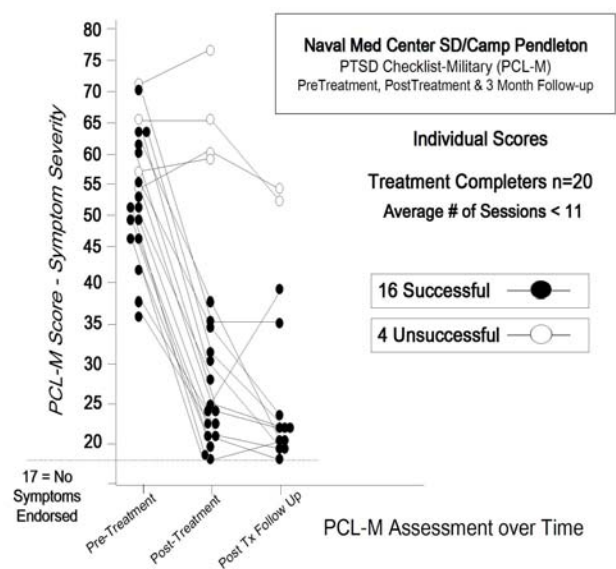 Naval Med Center SD/Camp Pendleton
PTSD Checklist-Military (PCL-M)
PreTreatment, PostTreatment & 3 Month Follow-up
Individual Scores
Treatment Completers n=20
Average # of Sessions < 11
16 Successful
4 Unsuccessful
PCL-M Score - Symptom Severity
80
75
70
65
60
55
50
45
40
35
30
25
20
17 = No
Symptoms
Endorsed
Pre-Treatment
Post-Treatment
Post Tx Follow Up
PCL-M Assessment over Time